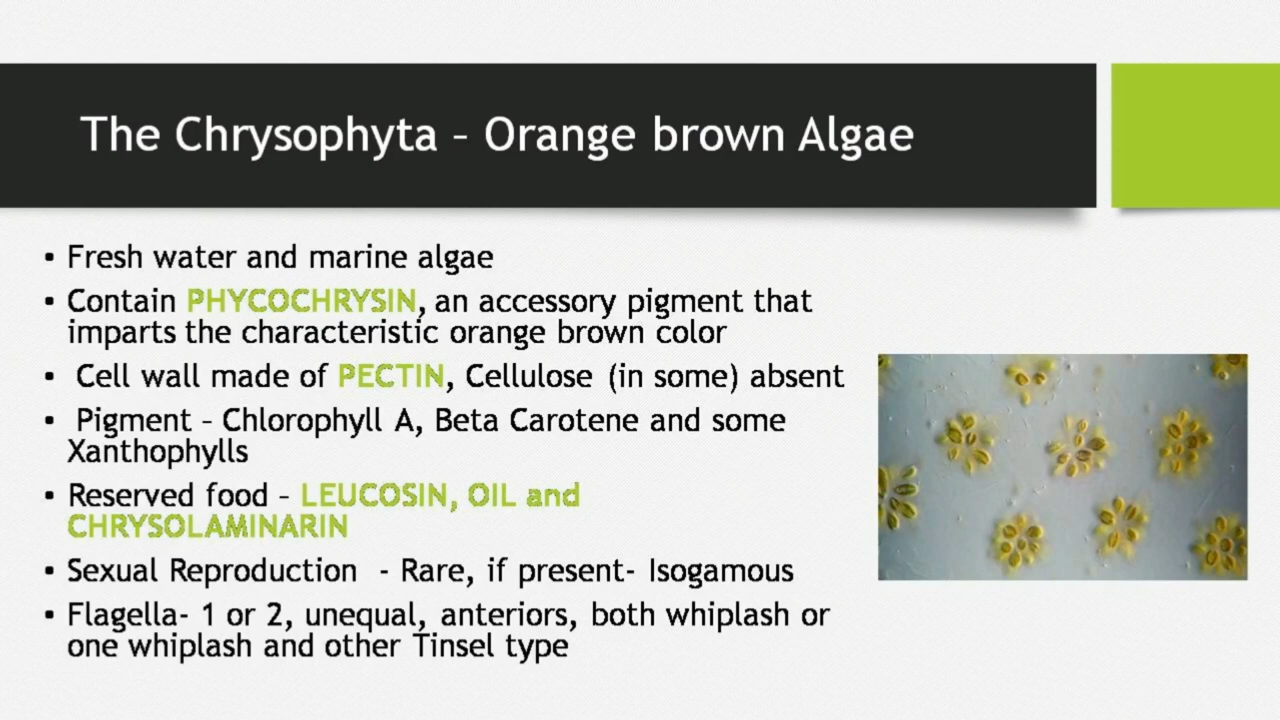 The Chrysophyta – Orange brown Algae
▪ Fresh water and marine algae
▪ Contain PHYCOCHRYSIN, an accessory pigment that
imparts the characteristic orange brown color
▪ Cell wall made of PECTIN, Cellulose (in some) absent
▪ Pigment – Chlorophyll A, Beta Carotene and some
Xanthophylls
▪ Reserved food – LEUCOSIN, OIL and
CHRYSOLAMINARIN
▪ Sexual Reproduction - Rare, if present- Isogamous
▪ Flagella- 1 or 2, unequal, anteriors, both whiplash or
one whiplash and other Tinsel type